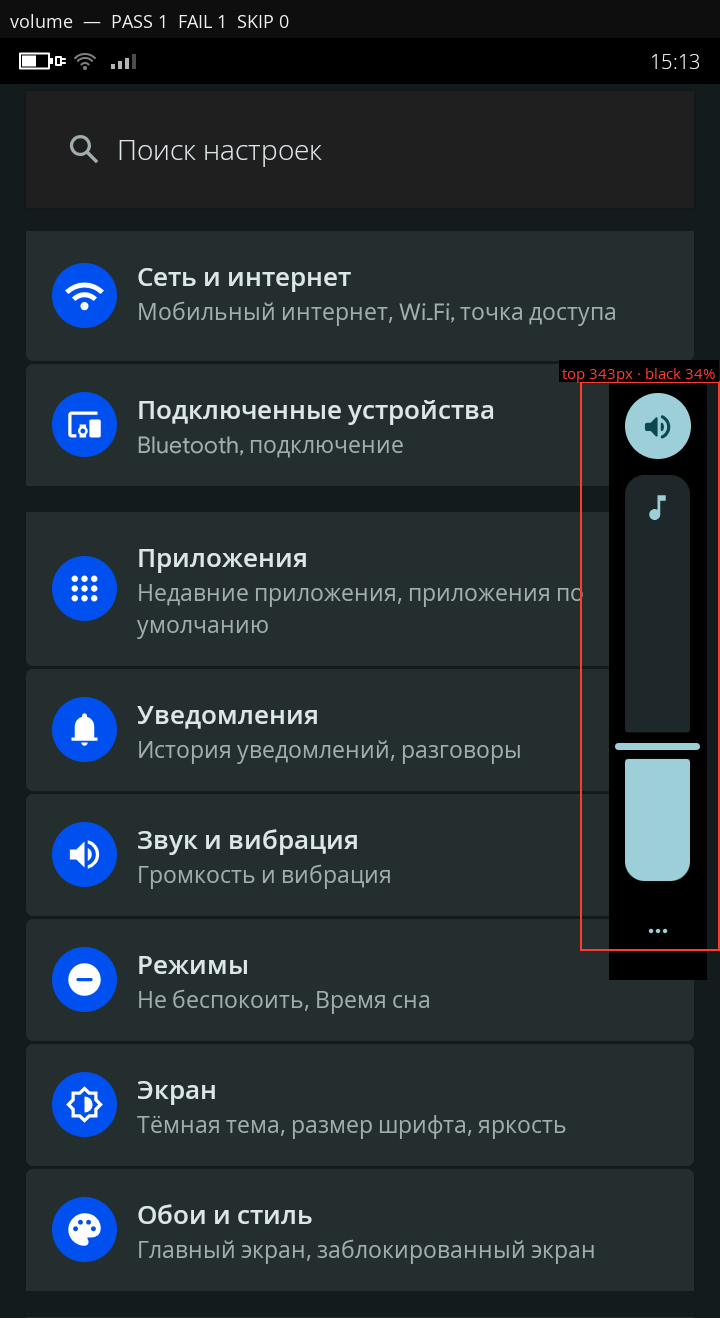 volume — PASS 1 FAIL 1 SKIP 0
15:13
Поиск настроек
Сеть и интернет
Мобильный интернет, Wi-Fi, точка доступа
top 343px · black 34%
Подключенные устройства
Bluetooth, подключение
Приложения
Недавние приложения, приложения по
умолчанию
Уведомления
История уведомлений, разговоры
Звук и вибрация
Громкость и вибрация
Режимы
Не беспокоить, Время сна
Экран
Тёмная тема, размер шрифта, яркость
Обои и стиль
Главный экран, заблокированный экран